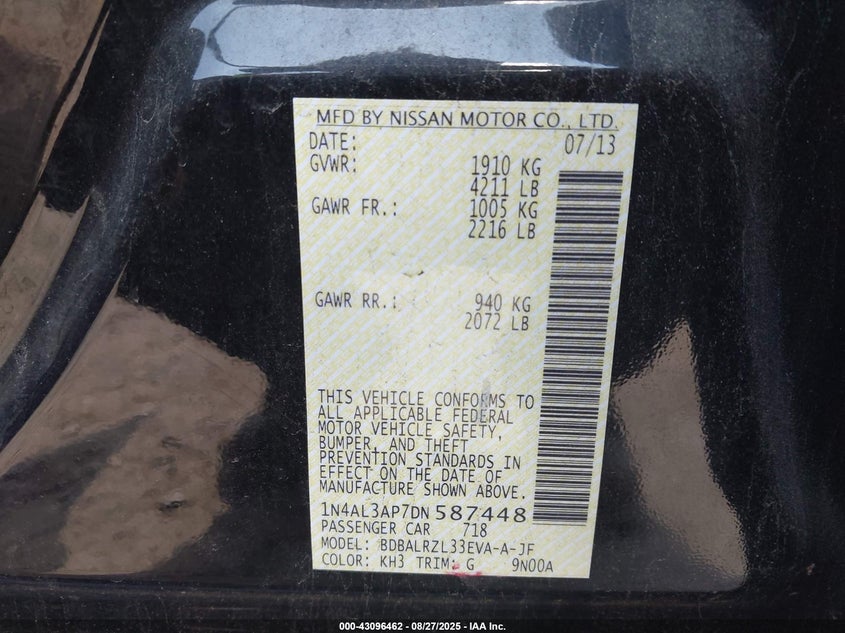 MFD BY NISSAN MOTOR CO., LTD.
DATE: 07/13
GVWR: 1910 KG
4211 LB
GAWR FR.: 1005 KG
2216 LB
GAWR RR.: 940 KG
2072 LB
THIS VEHICLE CONFORMS TO
ALL APPLICABLE FEDERAL
MOTOR VEHICLE SAFETY,
BUMPER, AND THEFT
PREVENTION STANDARDS IN
EFFECT ON THE DATE OF
MANUFACTURE SHOWN ABOVE.
1N4AL3AP7DN 587448
PASSENGER CAR 718
MODEL: BDBALRZL33EVA-A-JF
COLOR: KH3 TRIM: G 9N00A
000-43096462 - 08/27/2025 - IAA Inc.